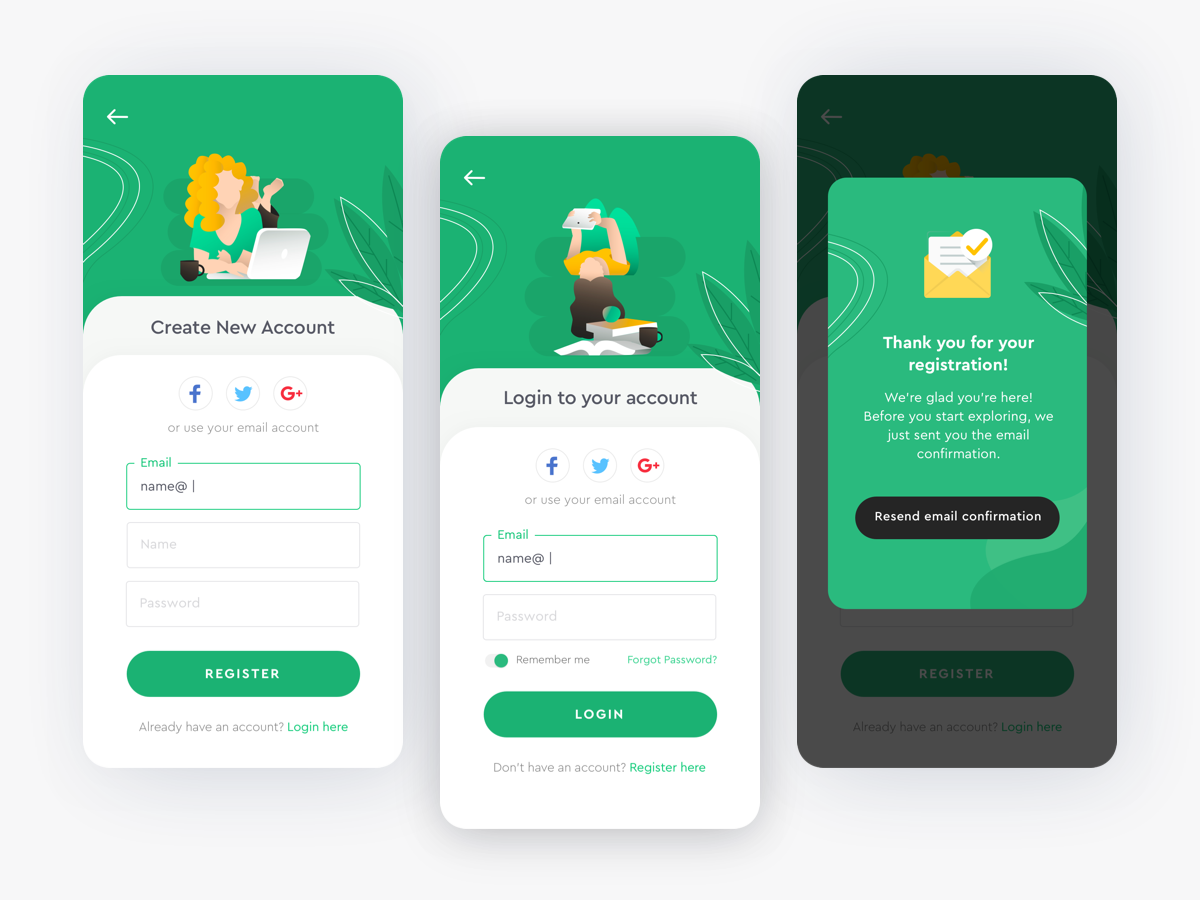 Create New Account
or use your email account
Email
name@ |
Name
Password
REGISTER
Already have an account? Login here
Login to your account
or use your email account
Email
name@ |
Password
Remember me
Forgot Password?
LOGIN
Don't have an account? Register here
Thank you for your
registration!
We're glad you're here!
Before you start exploring, we
just sent you the email
confirmation.
Resend email confirmation
REGISTER
Already have an account? Login here